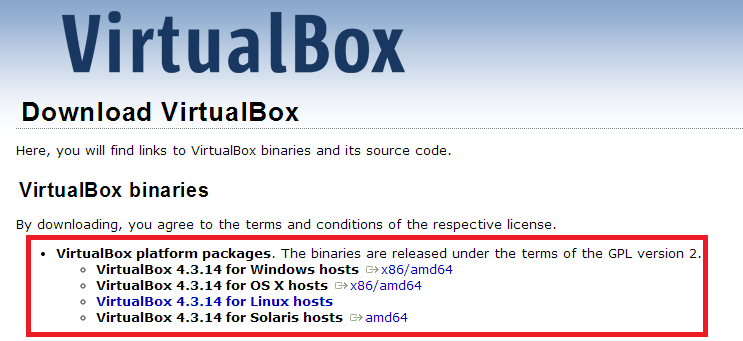 VirtualBox
Download VirtualBox
Here, you will find links to VirtualBox binaries and its source code.
VirtualBox binaries
By downloading, you agree to the terms and conditions of the respective license.
• VirtualBox platform packages. The binaries are released under the terms of the GPL version 2.
◦ VirtualBox 4.3.14 for Windows hosts x86/amd64
◦ VirtualBox 4.3.14 for OS X hosts x86/amd64
◦ VirtualBox 4.3.14 for Linux hosts
◦ VirtualBox 4.3.14 for Solaris hosts amd64